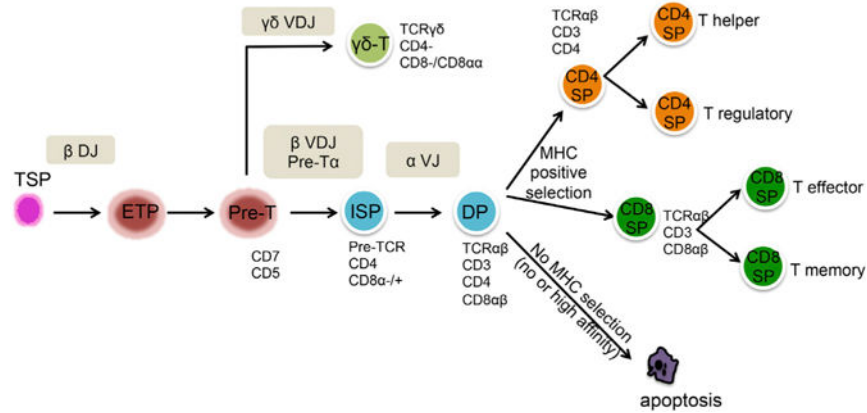 γδ VDJ
γδ-T
TCRγδ
CD4-
CD8-/CD8αα
TCRαβ
CD3
CD4
CD4
SP
CD4
SP
T helper
CD4
SP
T regulatory
β DJ
β VDJ
Pre-Tα
α VJ
MHC
positive
selection
TSP
ETP
Pre-T
ISP
DP
CD7
CD5
Pre-TCR
CD4
CD8α-/+
TCRαβ
CD3
CD4
CD8αβ
CD8
SP
TCRαβ
CD3
CD8αβ
CD8
SP
T effector
CD8
SP
T memory
No MHC selection
(no or high affinity)
apoptosis